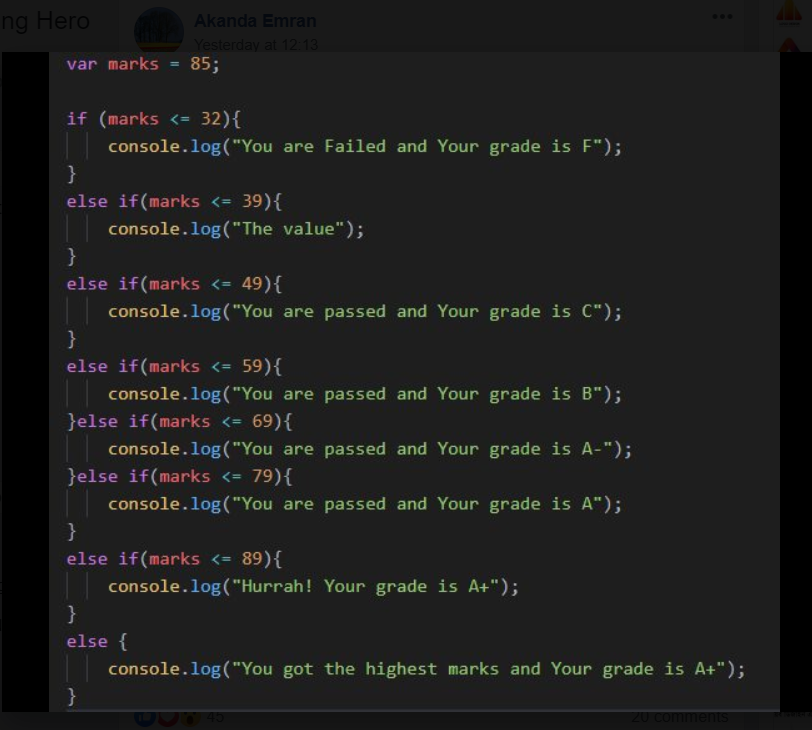 ng Hero
Akanda Emran
Yesterday at 12:13
var marks = 85;
if (marks <= 32){
console.log("You are Failed and Your grade is F");
}
else if(marks <= 39){
console.log("The value");
}
else if(marks <= 49){
console.log("You are passed and Your grade is C");
}
else if(marks <= 59){
console.log("You are passed and Your grade is B");
}else if(marks <= 69){
console.log("You are passed and Your grade is A-");
}else if(marks <= 79){
console.log("You are passed and Your grade is A");
}
else if(marks <= 89){
console.log("Hurrah! Your grade is A+");
}
else {
console.log("You got the highest marks and Your grade is A+");
}
45
20 comments